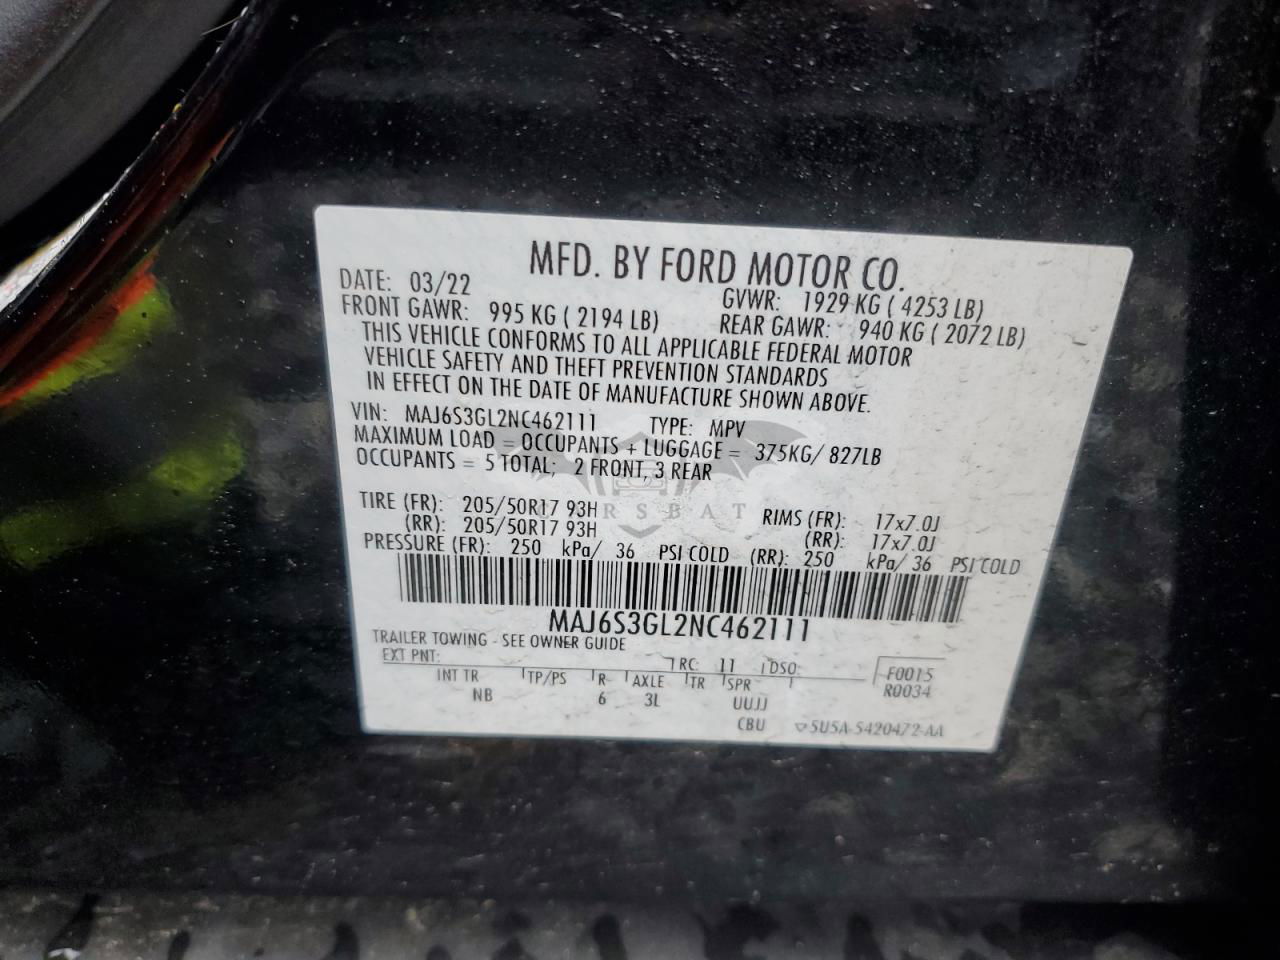 MFD. BY FORD MOTOR CO.
DATE: 03/22 GVWR: 1929 KG ( 4253 LB)
FRONT GAWR: 995 KG ( 2194 LB) REAR GAWR: 940 KG ( 2072 LB)
THIS VEHICLE CONFORMS TO ALL APPLICABLE FEDERAL MOTOR
VEHICLE SAFETY AND THEFT PREVENTION STANDARDS
IN EFFECT ON THE DATE OF MANUFACTURE SHOWN ABOVE.
VIN: MAJ6S3GL2NC462111 TYPE: MPV
MAXIMUM LOAD = OCCUPANTS + LUGGAGE = 375KG/ 827LB
OCCUPANTS = 5 TOTAL; 2 FRONT, 3 REAR
TIRE (FR): 205/50R17 93H RIMS (FR): 17x7.0J
(RR): 205/50R17 93H (RR): 17x7.0J
PRESSURE (FR): 250 kPa/ 36 PSI COLD (RR): 250 kPa/ 36 PSI COLD
MAJ6S3GL2NC462111
TRAILER TOWING - SEE OWNER GUIDE
EXT PNT: RC: 11 DSO: F0015
INT TR TP/PS R AXLE TR SPR R0034
NB 6 3L UUJJ
CBU 5U5A-5420472-AA